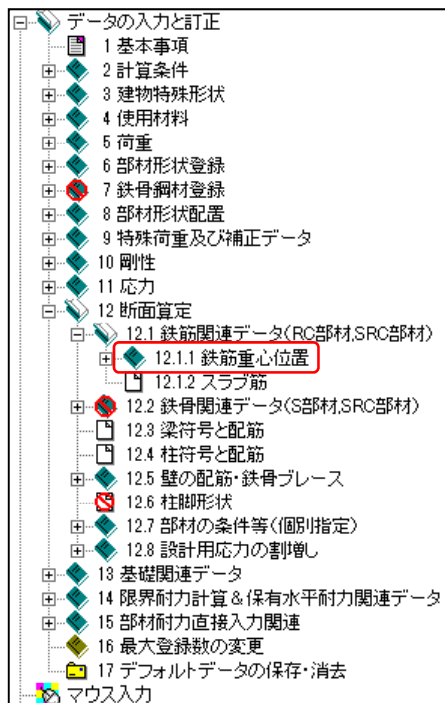 データの入力と訂正
1 基本事項
2 計算条件
3 建物特殊形状
4 使用材料
5 荷重
6 部材形状登録
7 鉄骨鋼材登録
8 部材形状配置
9 特殊荷重及び補正データ
10 剛性
11 応力
12 断面算定
12.1 鉄筋関連データ(RC部材,SRC部材)
12.1.1 鉄筋重心位置
12.1.2 スラブ筋
12.2 鉄骨関連データ(S部材,SRC部材)
12.3 梁符号と配筋
12.4 柱符号と配筋
12.5 壁の配筋・鉄骨ブレース
12.6 柱脚形状
12.7 部材の条件等(個別指定)
12.8 設計用応力の割増し
13 基礎関連データ
14 限界耐力計算&保有水平耐力関連データ
15 部材耐力直接入力関連
16 最大登録数の変更
17 デフォルトデータの保存・消去
マウス入力